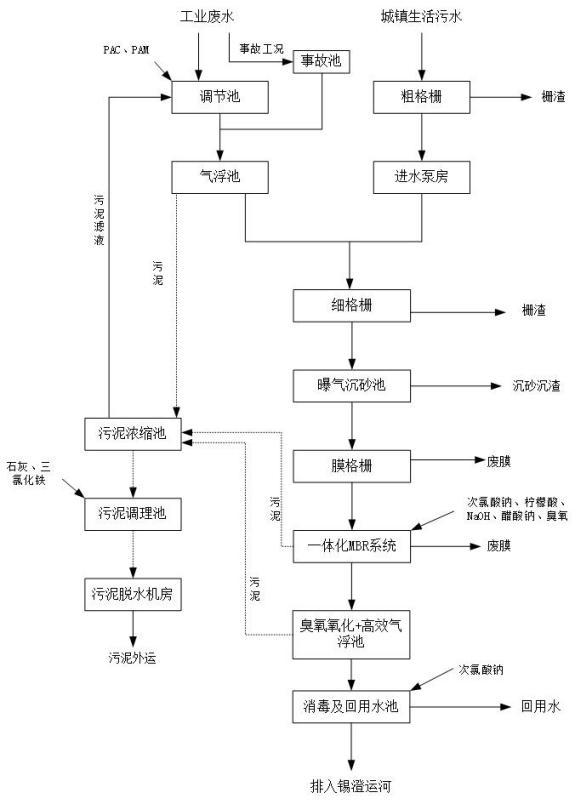 工业废水
城镇生活污水
事故工况
PAC、PAM
事故池
调节池
粗格栅
栅渣
气浮池
进水泵房
污泥滤液
污泥
细格栅
栅渣
曝气沉砂池
沉砂沉渣
污泥浓缩池
膜格栅
废膜
石灰、三
氯化铁
污泥调理池
污泥
次氯酸钠、柠檬酸、
NaOH、醋酸钠、臭氧
一体化MBR系统
废膜
污泥脱水机房
污泥
臭氧氧化+高效气
浮池
污泥外运
次氯酸钠
消毒及回用水池
回用水
排入锡澄运河